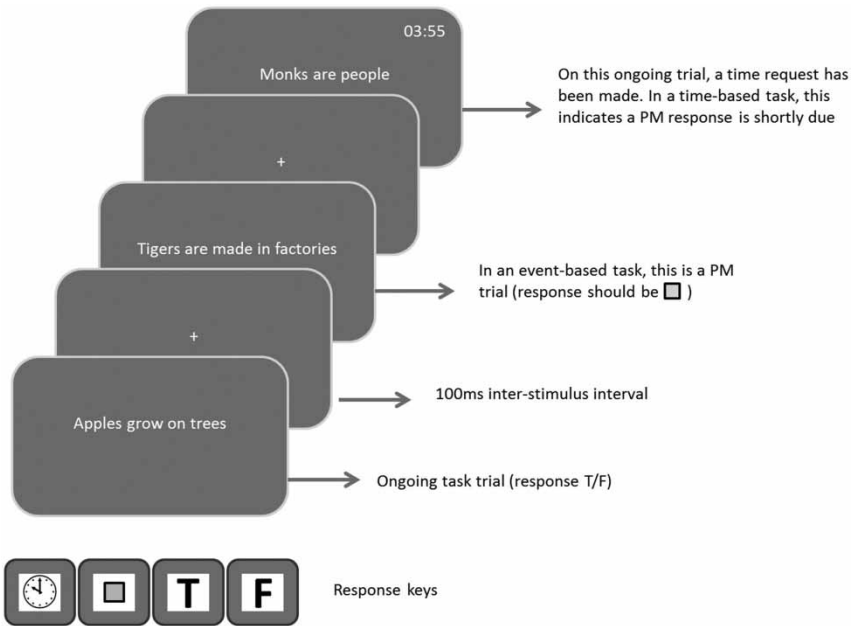 03:55
Monks are people
On this ongoing trial, a time request has
been made. In a time-based task, this
indicates a PM response is shortly due
+
Tigers are made in factories
In an event-based task, this is a PM
trial (response should be )
+
100ms inter-stimulus interval
Apples grow on trees
Ongoing task trial (response T/F)
T
F
Response keys